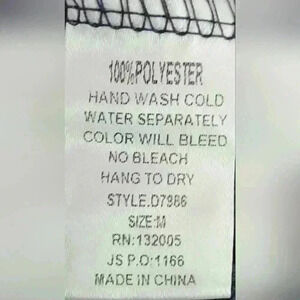 100%POLYESTER
HAND WASH COLD
WATER SEPARATELY
COLOR WILL BLEED
NO BLEACH
HANG TO DRY
STYLE.D7986
SIZE:M
RN:132005
JS P.O:1166
MADE IN CHINA